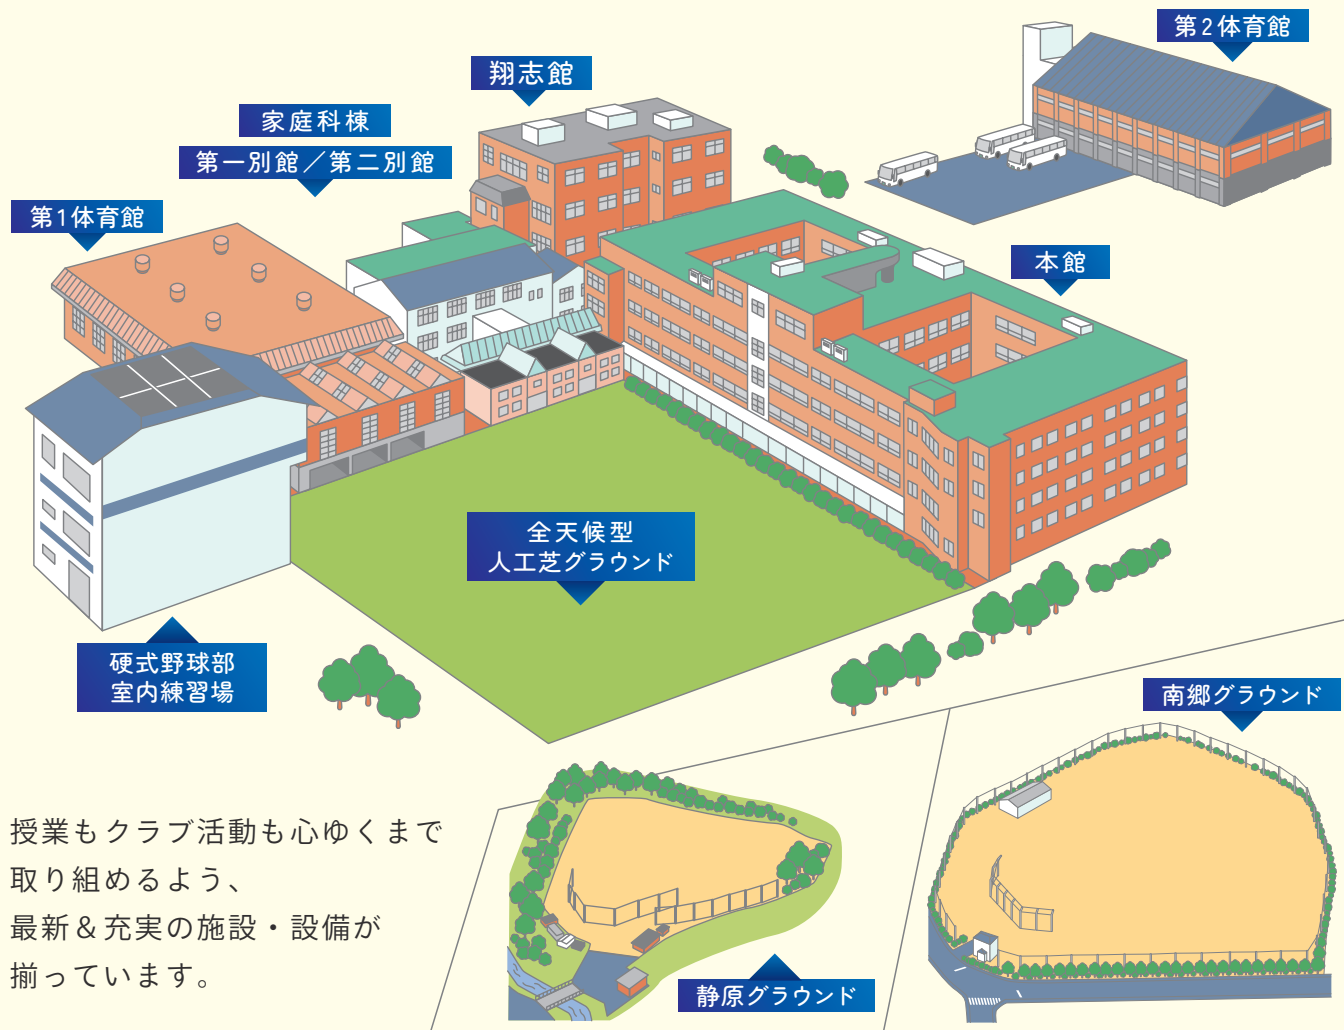 第2体育館
翔志館
家庭科棟
第一別館／第二別館
第1体育館
本館
全天候型
人工芝グラウンド
硬式野球部
室内練習場
南郷グラウンド
静原グラウンド
授業もクラブ活動も心ゆくまで
取り組めるよう、
最新＆充実の施設・設備が
揃っています。